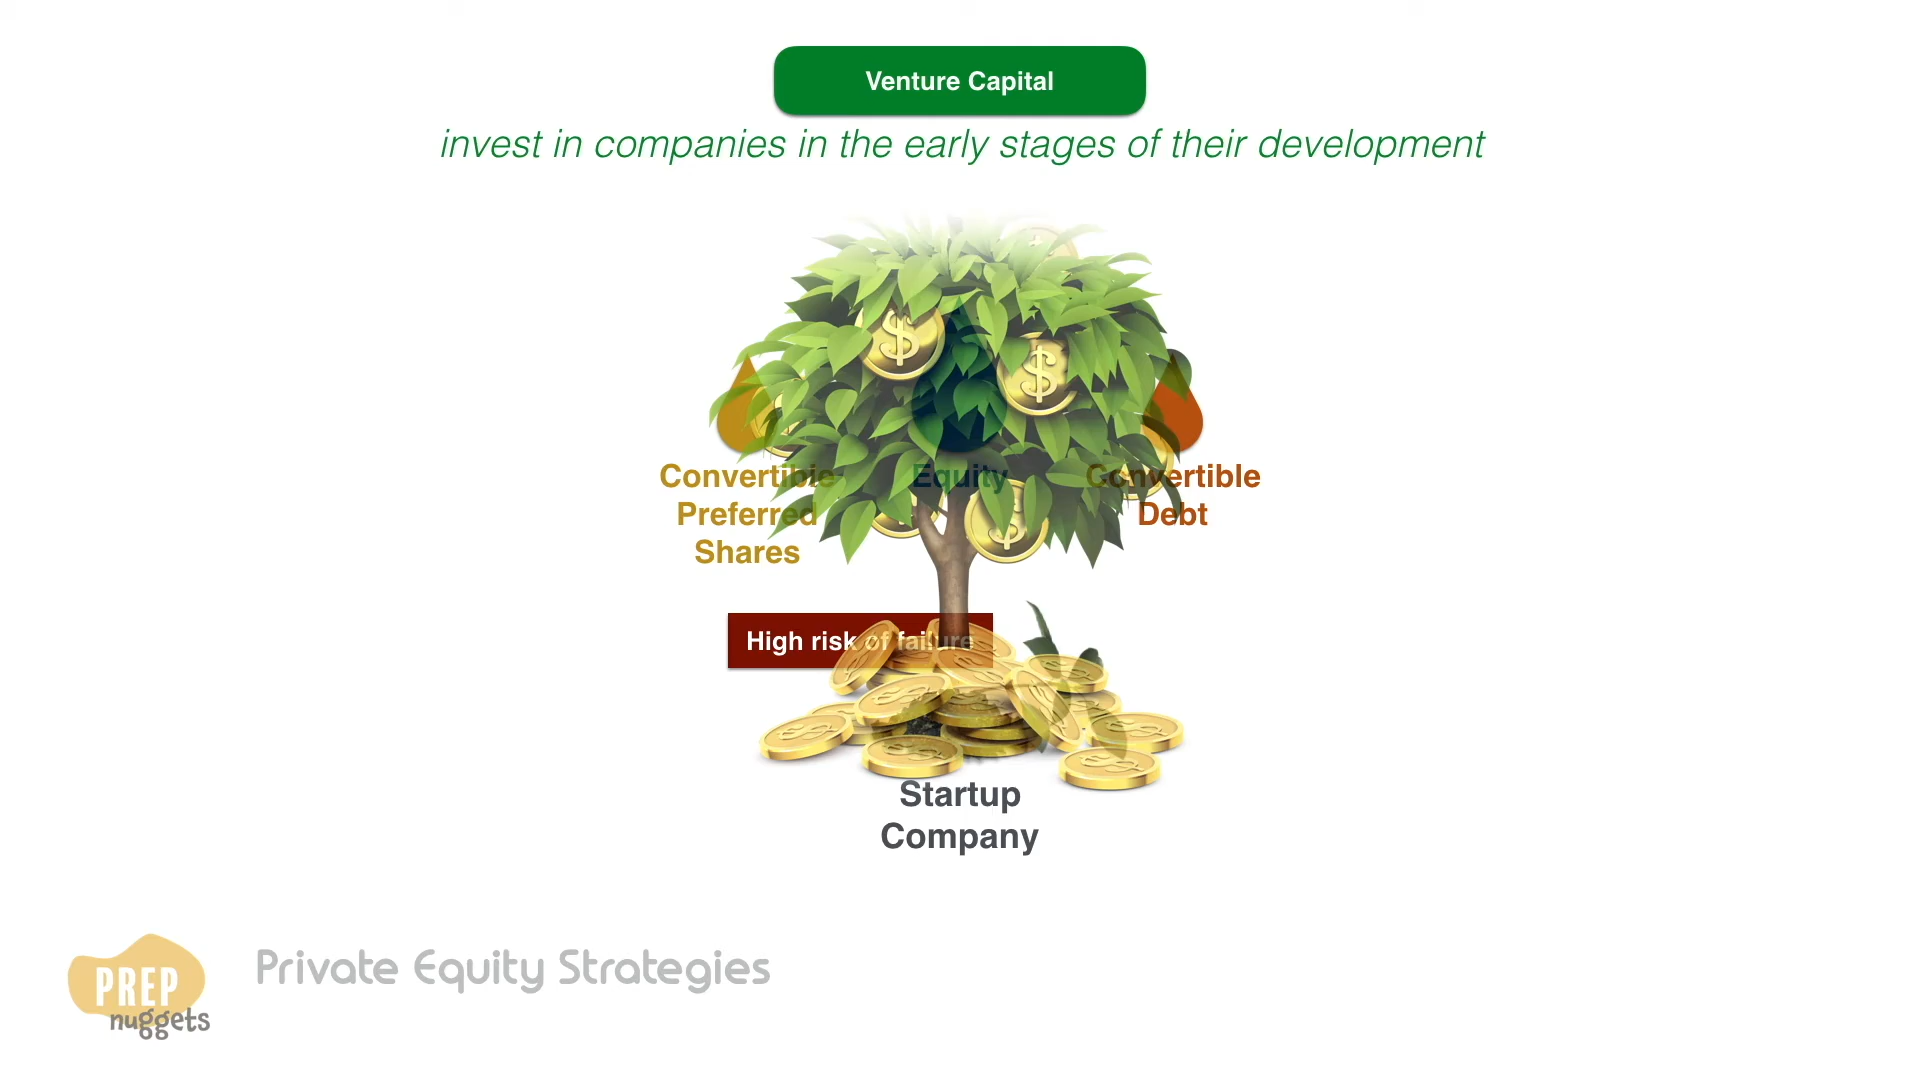 Venture Capital
invest in companies in the early stages of their development
$
$
$
Convertible
Preferred
Shares
Equity
Convertible
Debt
High risk of failure
Startup
Company
PREP
nuggets
Private Equity Strategies